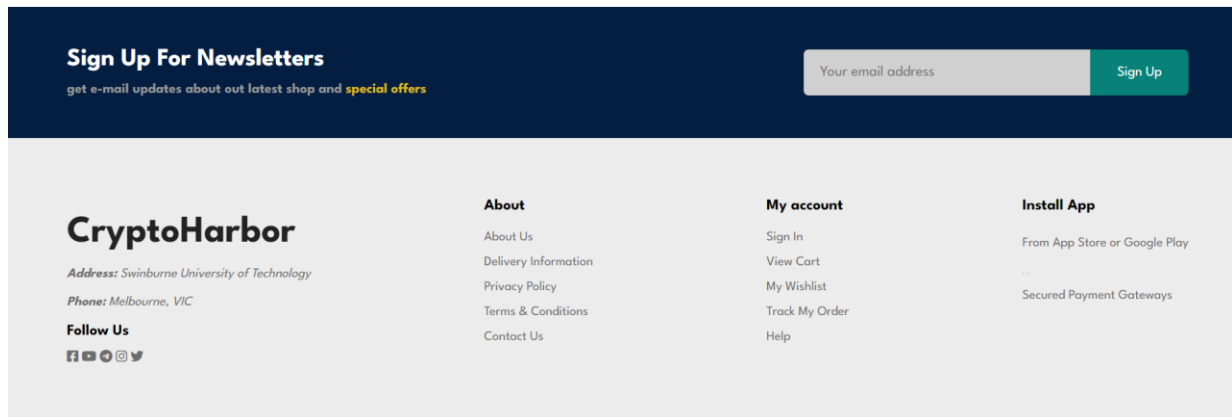 Sign Up For Newsletters
get e-mail updates about out latest shop and special offers
Your email address
Sign Up
CryptoHarbor
Address: Swinburne University of Technology
Phone: Melbourne, VIC
Follow Us
About
About Us
Delivery Information
Privacy Policy
Terms & Conditions
Contact Us
My account
Sign In
View Cart
My Wishlist
Track My Order
Help
Install App
From App Store or Google Play
..
Secured Payment Gateways